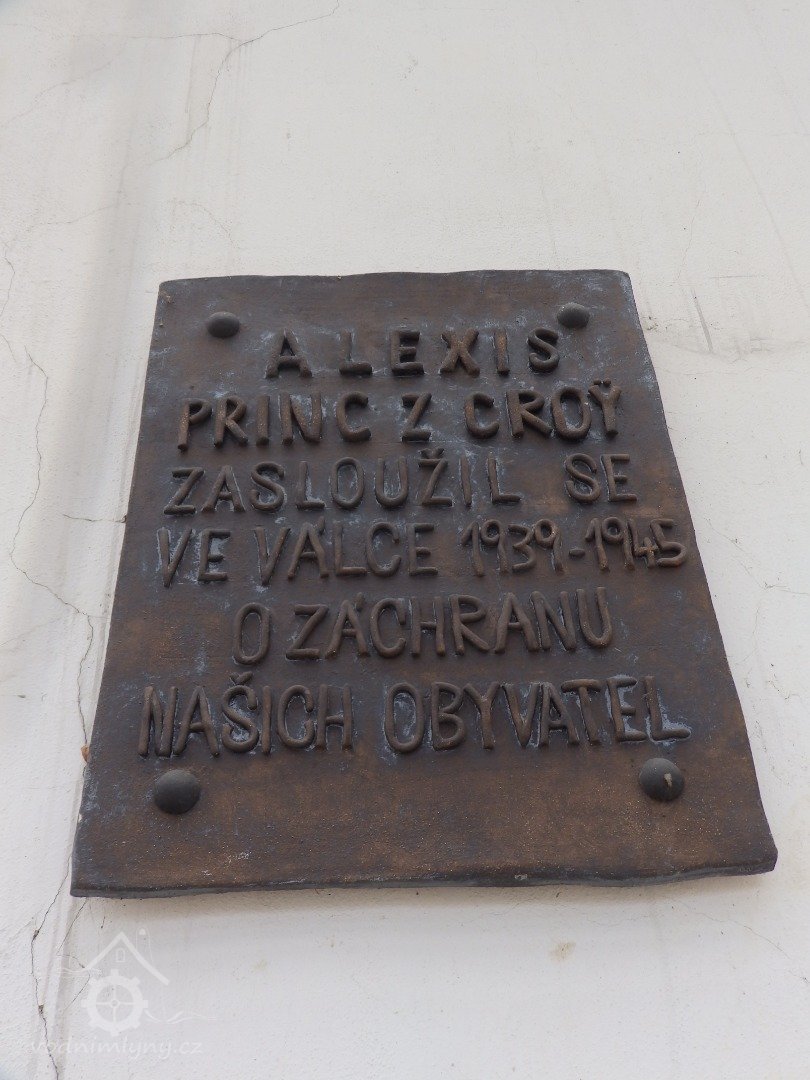 ALEXIS
PRINC Z CROŸ
ZASLOUŽIL SE
VE VÁLCE 1939-1945
O ZÁCHRANU
NAŠICH OBYVATEL
vodnimlyny.cz